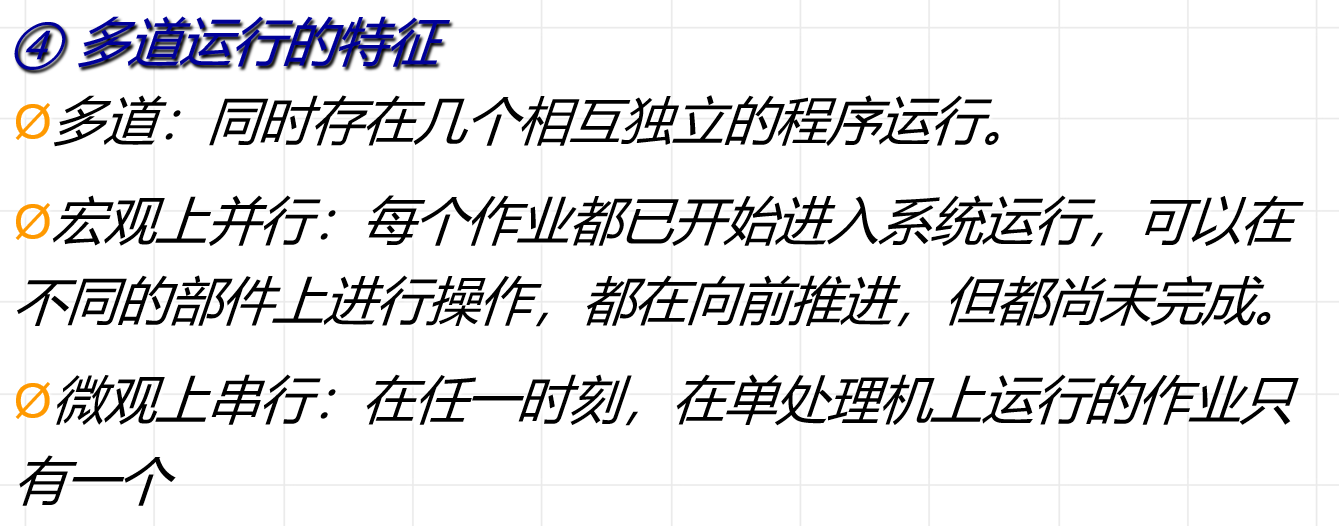 ④ 多道运行的特征
Ø多道：同时存在几个相互独立的程序运行。
Ø宏观上并行：每个作业都已开始进入系统运行，可以在
不同的部件上进行操作，都在向前推进，但都尚未完成。
Ø微观上串行：在任一时刻，在单处理机上运行的作业只
有一个